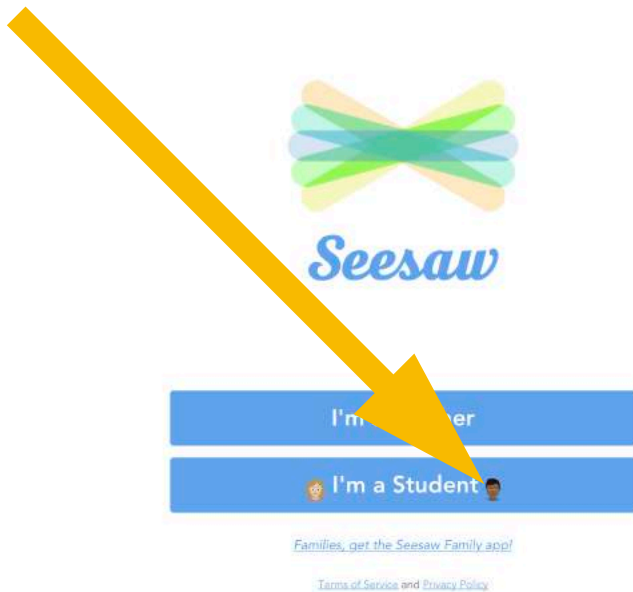 Seesaw
I'm er
I'm a Student
Families, get the Seesaw Family app!
Terms of Service and Privacy Policy